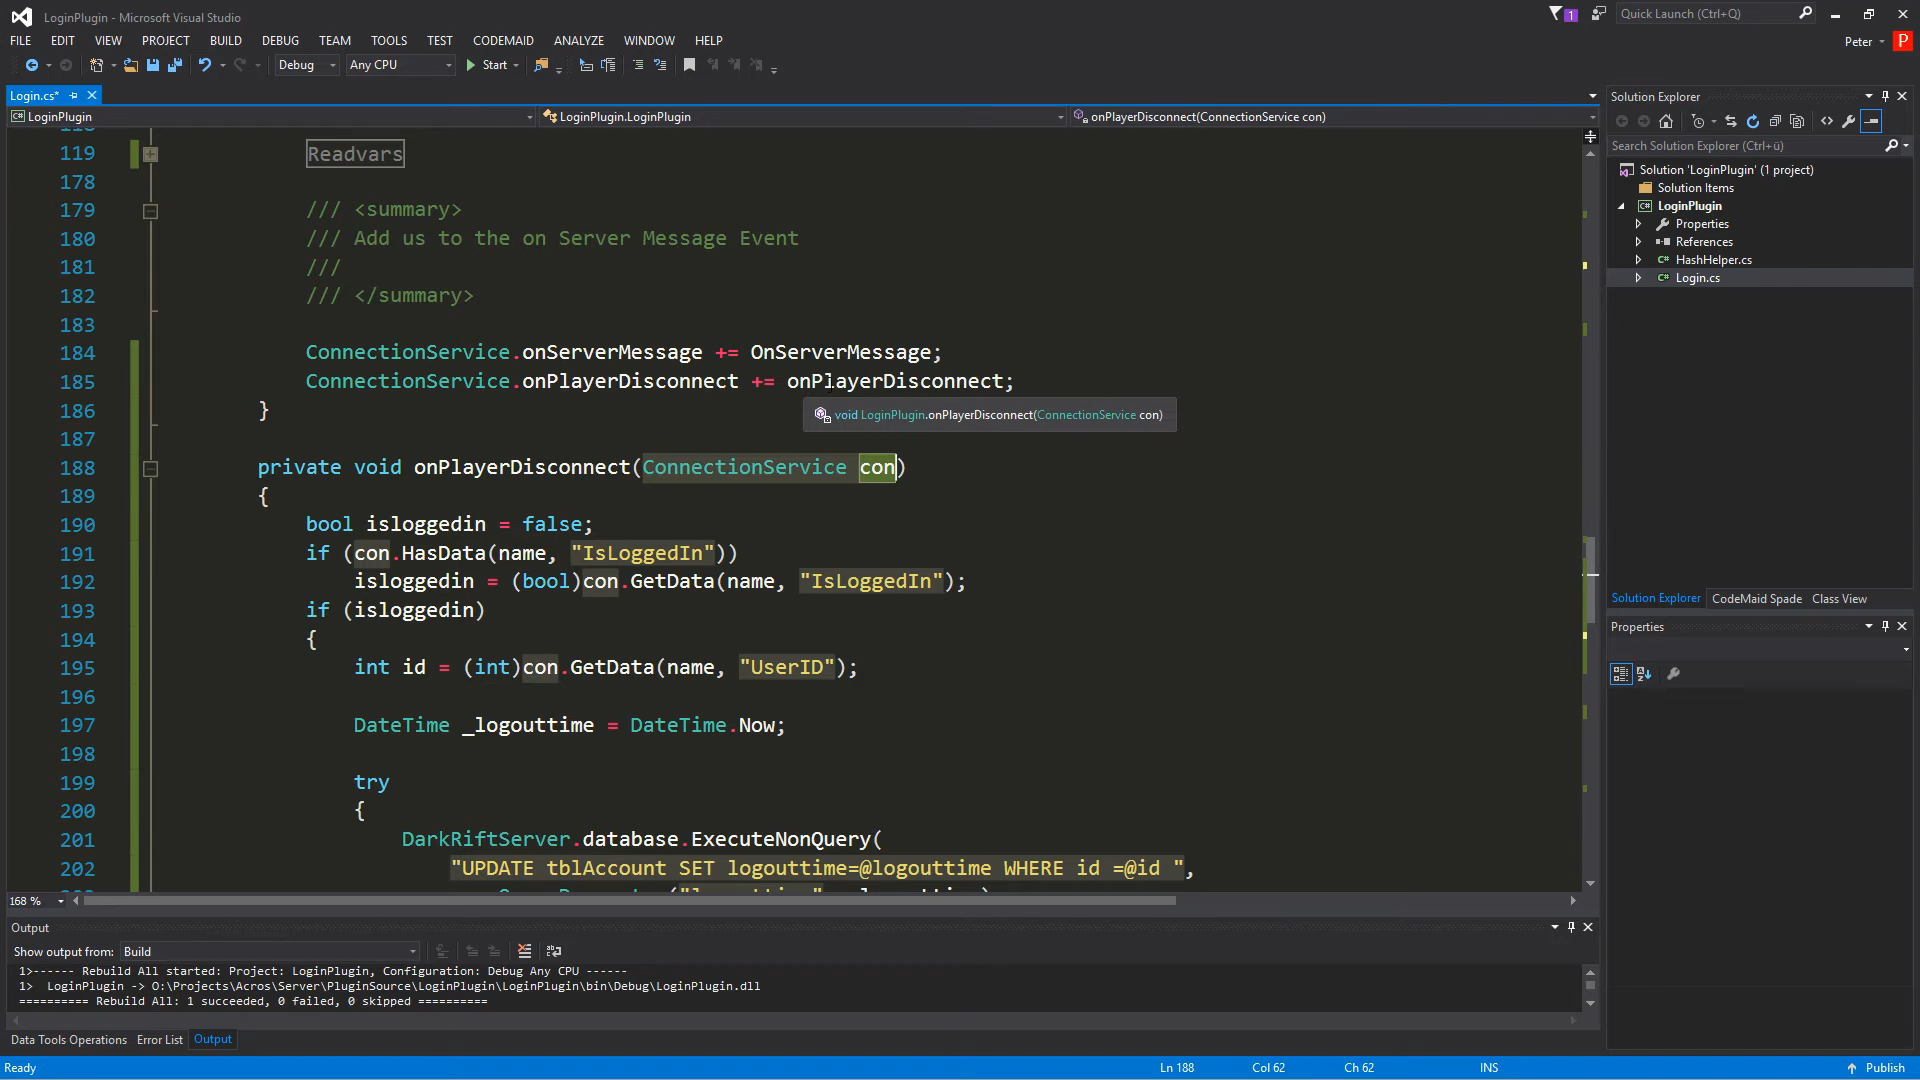 LoginPlugin - Microsoft Visual Studio
1
Quick Launch (Ctrl+Q)
FILE EDIT VIEW PROJECT BUILD DEBUG TEAM TOOLS TEST CODEMAID ANALYZE WINDOW HELP
Peter P
Debug Any CPU Start
Login.cs*
LoginPlugin LoginPlugin.LoginPlugin onPlayerDisconnect(ConnectionService con)
119 Readvars
178
179 /// <summary>
180 /// Add us to the on Server Message Event
181 ///
182 /// </summary>
183
184 ConnectionService.onServerMessage += OnServerMessage;
185 ConnectionService.onPlayerDisconnect += onPlayerDisconnect;
186 }
void LoginPlugin.onPlayerDisconnect(ConnectionService con)
187
188 private void onPlayerDisconnect(ConnectionService con)
189 {
190 bool isloggedin = false;
191 if (con.HasData(name, "IsLoggedIn"))
192 isloggedin = (bool)con.GetData(name, "IsLoggedIn");
193 if (isloggedin)
194 {
195 int id = (int)con.GetData(name, "UserID");
196
197 DateTime _logouttime = DateTime.Now;
198
199 try
200 {
201 DarkRiftServer.database.ExecuteNonQuery(
202 "UPDATE tblAccount SET logouttime=@logouttime WHERE id =@id ",
168 %
Solution Explorer
Search Solution Explorer (Ctrl+ü)
Solution 'LoginPlugin' (1 project)
Solution Items
LoginPlugin
Properties
References
HashHelper.cs
Login.cs
Solution Explorer CodeMaid Spade Class View
Properties
Output
Show output from: Build
1>------ Rebuild All started: Project: LoginPlugin, Configuration: Debug Any CPU ------
1> LoginPlugin -> O:\Projects\Acros\Server\PluginSource\LoginPlugin\LoginPlugin\bin\Debug\LoginPlugin.dll
========== Rebuild All: 1 succeeded, 0 failed, 0 skipped ==========
Data Tools Operations Error List Output
Ready Ln 188 Col 62 Ch 62 INS Publish